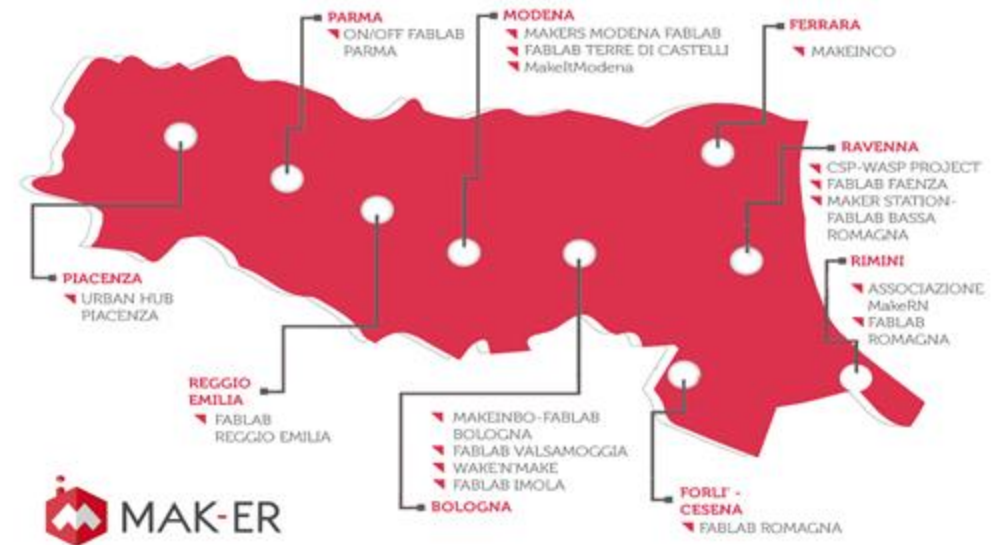 PARMA
ON/OFF FABLAB
PARMA
MODENA
MAKERS MODENA FABLAB
FABLAB TERRE DI CASTELLI
MakeItModena
FERRARA
MAKEINCO
RAVENNA
CSP-WASP PROJECT
FABLAB FAENZA
MAKER STATION-
FABLAB BASSA
ROMAGNA
RIMINI
ASSOCIAZIONE
MakeRN
FABLAB
ROMAGNA
PIACENZA
URBAN HUB
PIACENZA
REGGIO
EMILIA
FABLAB
REGGIO EMILIA
MAKEINBO-FABLAB
BOLOGNA
FABLAB VALSAMOGGIA
WAKE'N'MAKE
FABLAB IMOLA
BOLOGNA
FORLI' -
CESENA
FABLAB ROMAGNA
MAK-ER